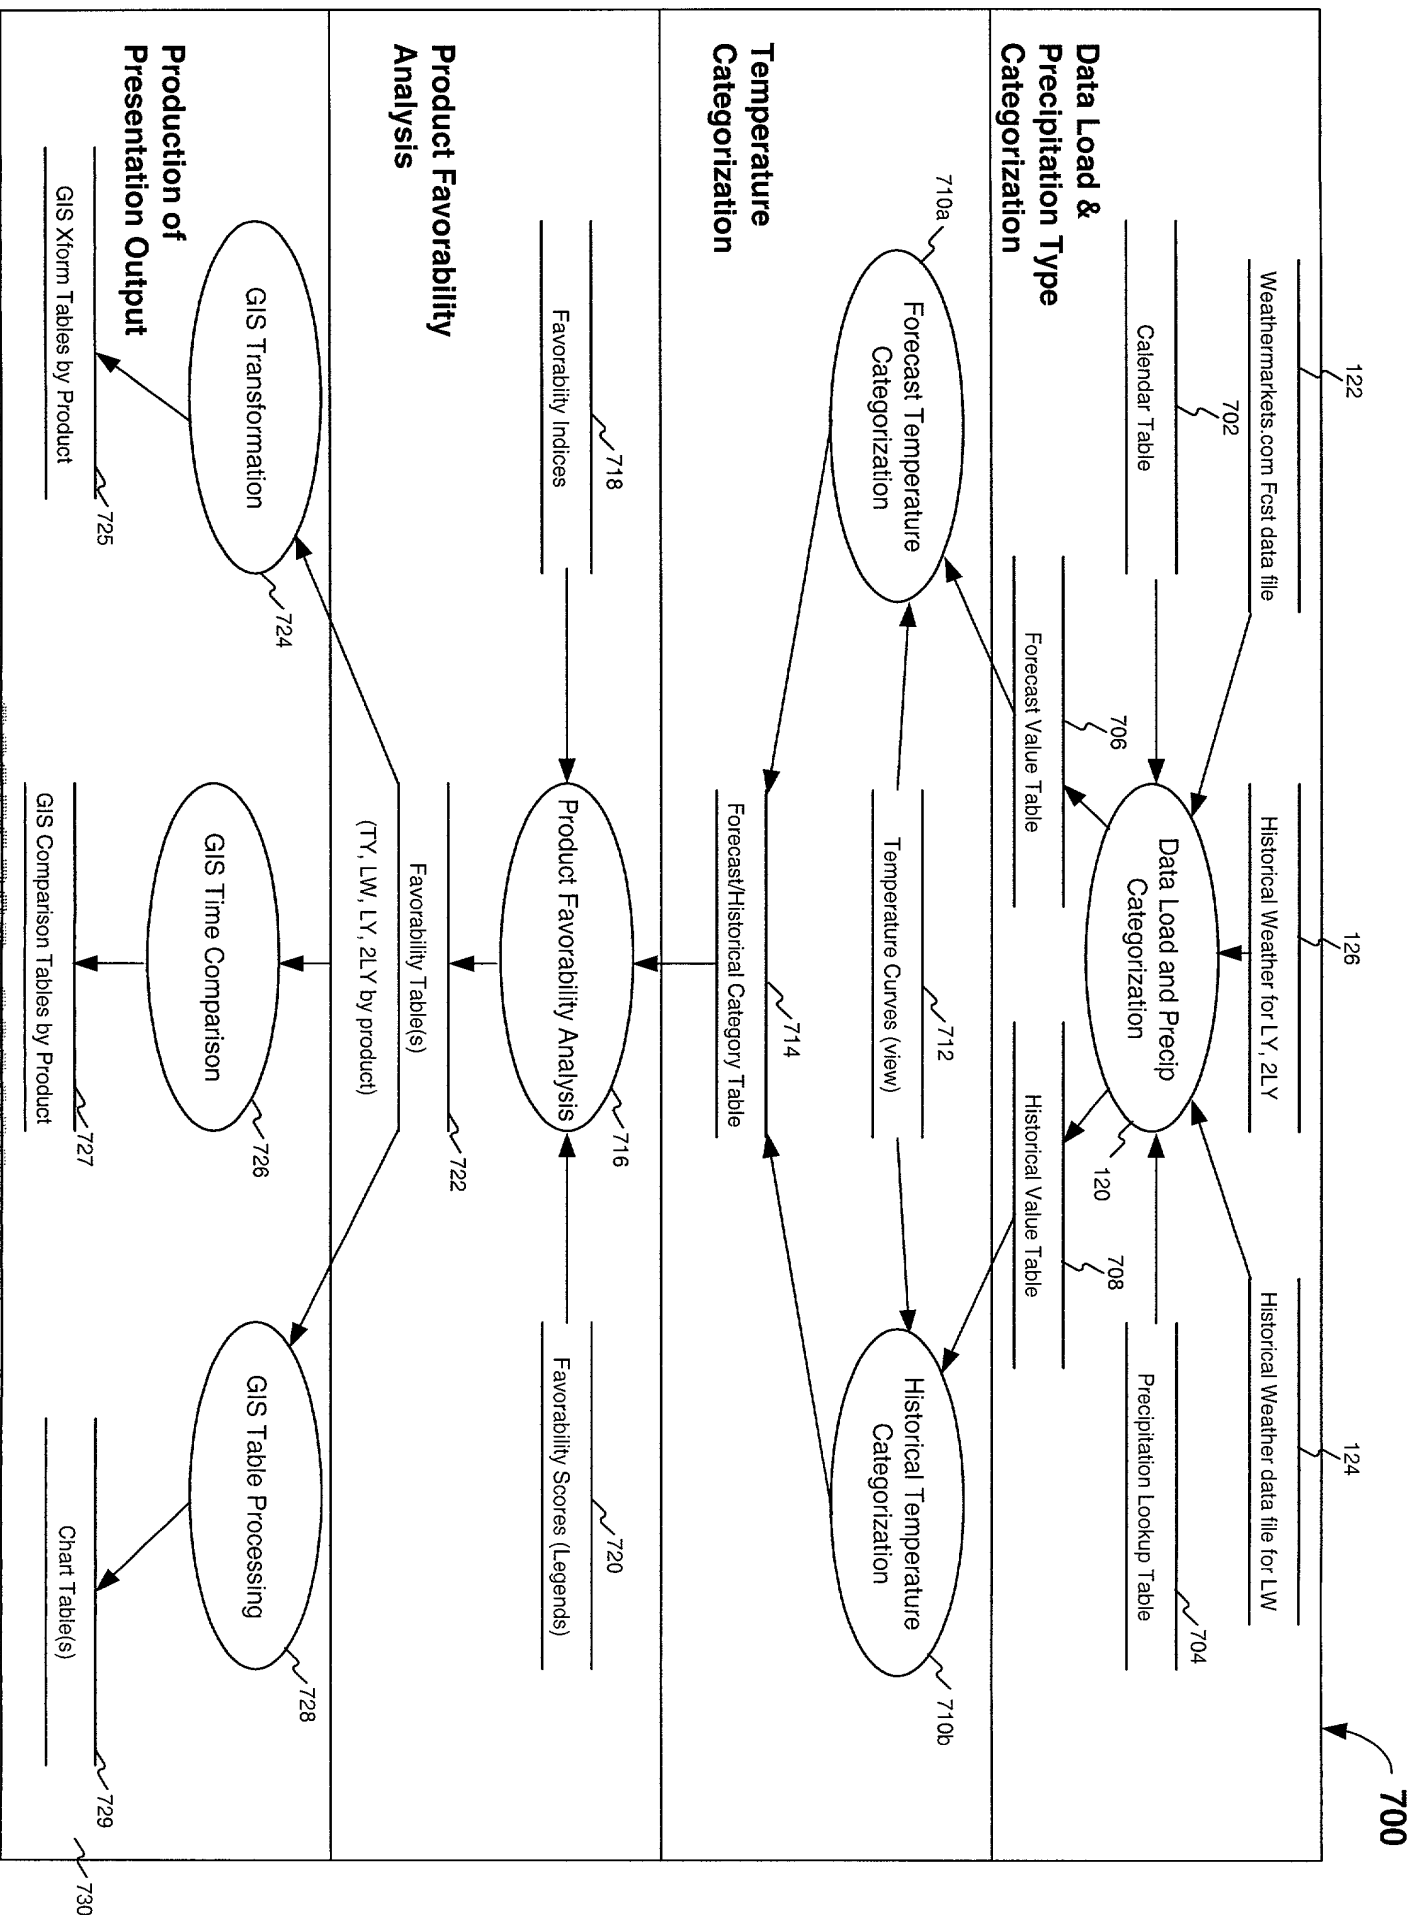 700
Data Load &
Precipitation Type
Categorization
122
Weathermarkets.com Fcst data file
126
Historical Weather for LY, 2LY
124
Historical Weather data file for LW
702
Calendar Table
Data Load and Precip
Categorization
120
704
Precipitation Lookup Table
706
Forecast Value Table
708
Historical Value Table
Temperature
Categorization
710a
Forecast Temperature
Categorization
712
Temperature Curves (view)
Historical Temperature
Categorization
710b
714
Forecast/Historical Category Table
Product Favorability
Analysis
718
Favorabiity Indices
Product Favorability Analysis
716
720
Favorability Scores (Legends)
722
Favorability Table(s)
(TY, LW, LY, 2LY by product)
Production of
Presentation Output
GIS Transformation
724
GIS Time Comparison
726
GIS Table Processing
728
725
GIS Xform Tables by Product
727
GIS Comparison Tables by Product
729
Chart Table(s)
730